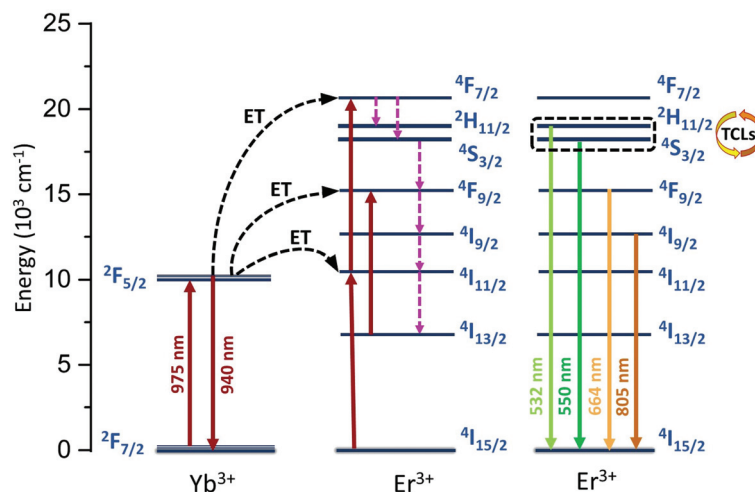 Energy (10³ cm⁻¹)
25
20
15
10
5
0
²F₅/₂
²F₇/₂
975 nm
940 nm
Yb³⁺
ET
ET
ET
⁴F₇/₂
²H₁₁/₂
⁴S₃/₂
⁴F₉/₂
⁴I₉/₂
⁴I₁₁/₂
⁴I₁₃/₂
⁴I₁₅/₂
Er³⁺
⁴F₇/₂
²H₁₁/₂
TCLs
⁴S₃/₂
⁴F₉/₂
⁴I₉/₂
⁴I₁₁/₂
⁴I₁₃/₂
532 nm
550 nm
664 nm
805 nm
⁴I₁₅/₂
Er³⁺